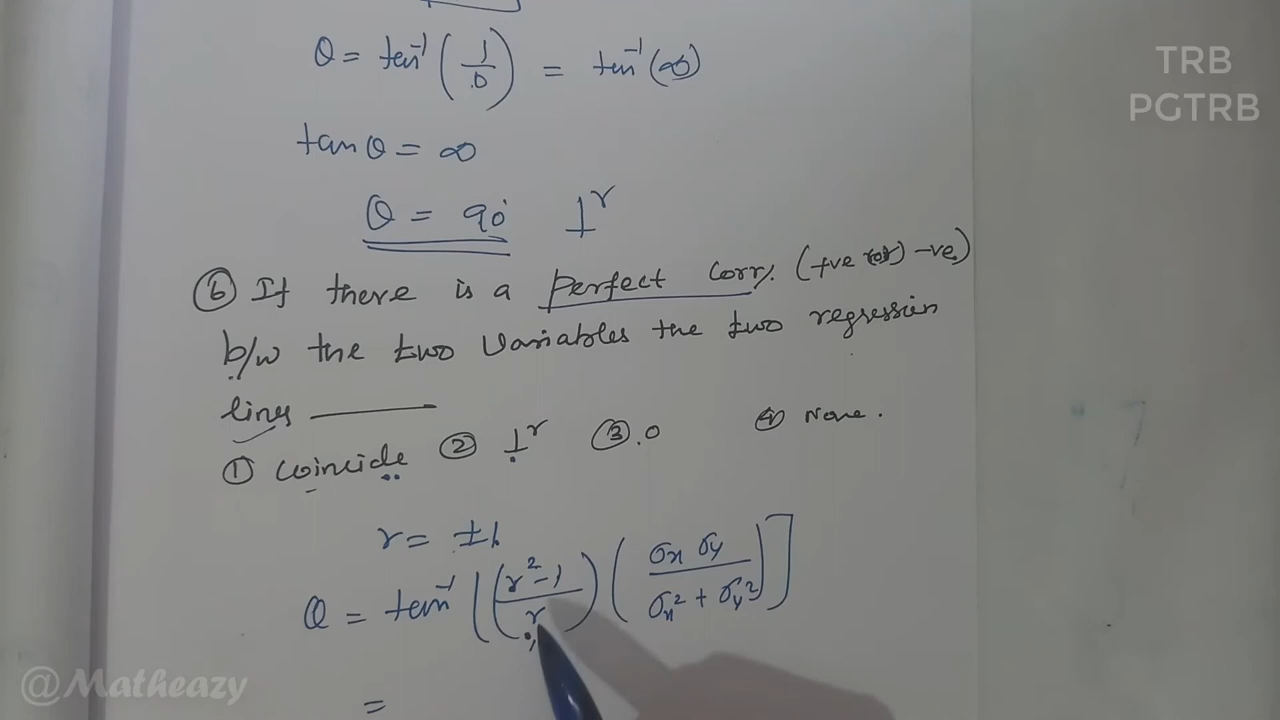 TRB
PGTRB
θ = tan⁻¹ (1/0) = tan⁻¹ (∞)
tan θ = ∞
θ = 90° ⊥r
⑥ If there is a perfect corr. (+ve (or) -ve)
b/w the two variables the two regression
lines ———
① coincide ② ⊥r ③ 0 ④ None.
r = ±1
θ = tan⁻¹ [((r²-1)/r) (σx σy / (σx² + σy²))]
=
@Matheazy